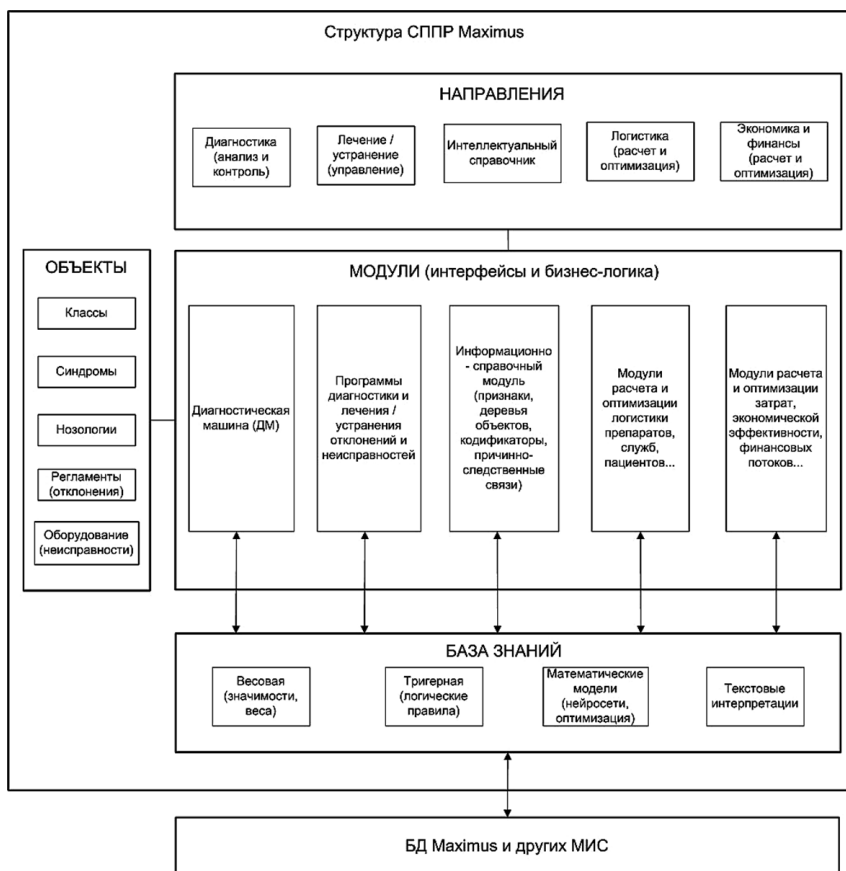 Структура СППР Maximus
НАПРАВЛЕНИЯ
Диагностика
(анализ и
контроль)
Лечение /
устранение
(управление)
Интеллектуальный
справочник
Логистика
(расчет и
оптимизация)
Экономика и
финансы
(расчет и
оптимизация)
ОБЪЕКТЫ
Классы
Синдромы
Нозологии
Регламенты
(отклонения)
Оборудование
(неисправности)
МОДУЛИ (интерфейсы и бизнес-логика)
Диагностическая
машина (ДМ)
Программы
диагностики и
лечения /
устранения
отклонений и
неисправностей
Информационно
- справочный
модуль
(признаки,
деревья
объектов,
кодификаторы,
причинно-
следственные
связи)
Модули
расчета и
оптимизации
логистики
препаратов,
служб,
пациентов...
Модули расчета
и оптимизации
затрат,
экономической
эффективности,
финансовых
потоков...
БАЗА ЗНАНИЙ
Весовая
(значимости,
веса)
Тригерная
(логические
правила)
Математические
модели
(нейросети,
оптимизация)
Текстовые
интерпретации
БД Maximus и других МИС